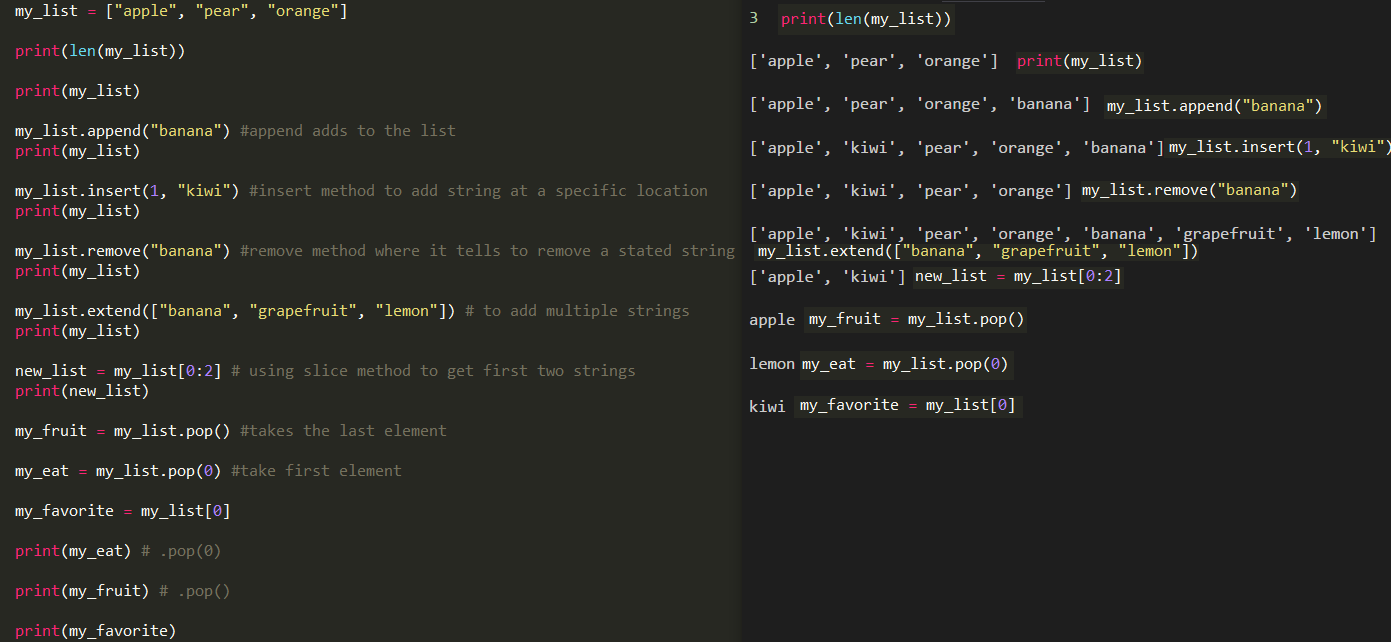 my_list = ["apple", "pear", "orange"]
print(len(my_list))
print(my_list)
my_list.append("banana") #append adds to the list
print(my_list)
my_list.insert(1, "kiwi") #insert method to add string at a specific location
print(my_list)
my_list.remove("banana") #remove method where it tells to remove a stated string
print(my_list)
my_list.extend(["banana", "grapefruit", "lemon"]) # to add multiple strings
print(my_list)
new_list = my_list[0:2] # using slice method to get first two strings
print(new_list)
my_fruit = my_list.pop() #takes the last element
my_eat = my_list.pop(0) #take first element
my_favorite = my_list[0]
print(my_eat) # .pop(0)
print(my_fruit) # .pop()
print(my_favorite)
3 print(len(my_list))
['apple', 'pear', 'orange'] print(my_list)
['apple', 'pear', 'orange', 'banana'] my_list.append("banana")
['apple', 'kiwi', 'pear', 'orange', 'banana'] my_list.insert(1, "kiwi")
['apple', 'kiwi', 'pear', 'orange'] my_list.remove("banana")
['apple', 'kiwi', 'pear', 'orange', 'banana', 'grapefruit', 'lemon']
my_list.extend(["banana", "grapefruit", "lemon"])
['apple', 'kiwi'] new_list = my_list[0:2]
apple my_fruit = my_list.pop()
lemon my_eat = my_list.pop(0)
kiwi my_favorite = my_list[0]